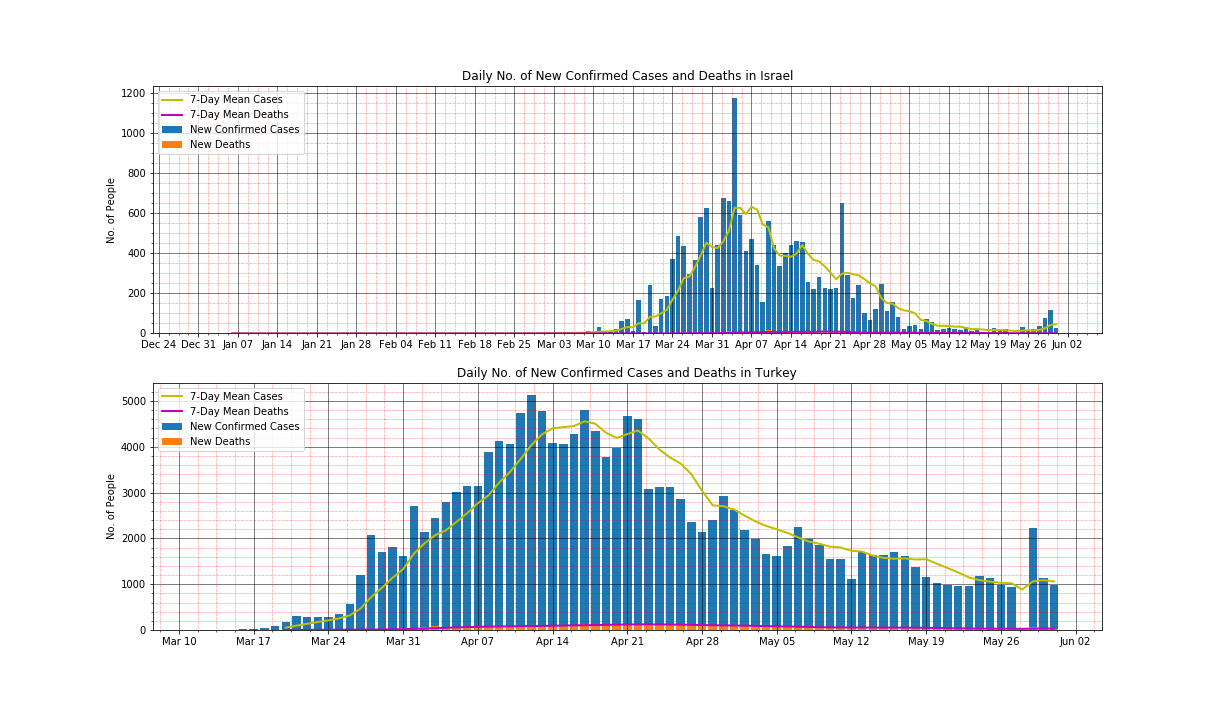 Daily No. of New Confirmed Cases and Deaths in Israel
1200
1000
800
600
400
200
0
No. of People
7-Day Mean Cases
7-Day Mean Deaths
New Confirmed Cases
New Deaths
Dec 24 Dec 31 Jan 07 Jan 14 Jan 21 Jan 28 Feb 04 Feb 11 Feb 18 Feb 25 Mar 03 Mar 10 Mar 17 Mar 24 Mar 31 Apr 07 Apr 14 Apr 21 Apr 28 May 05 May 12 May 19 May 26 Jun 02
Daily No. of New Confirmed Cases and Deaths in Turkey
5000
4000
3000
2000
1000
0
No. of People
7-Day Mean Cases
7-Day Mean Deaths
New Confirmed Cases
New Deaths
Mar 10 Mar 17 Mar 24 Mar 31 Apr 07 Apr 14 Apr 21 Apr 28 May 05 May 12 May 19 May 26 Jun 02